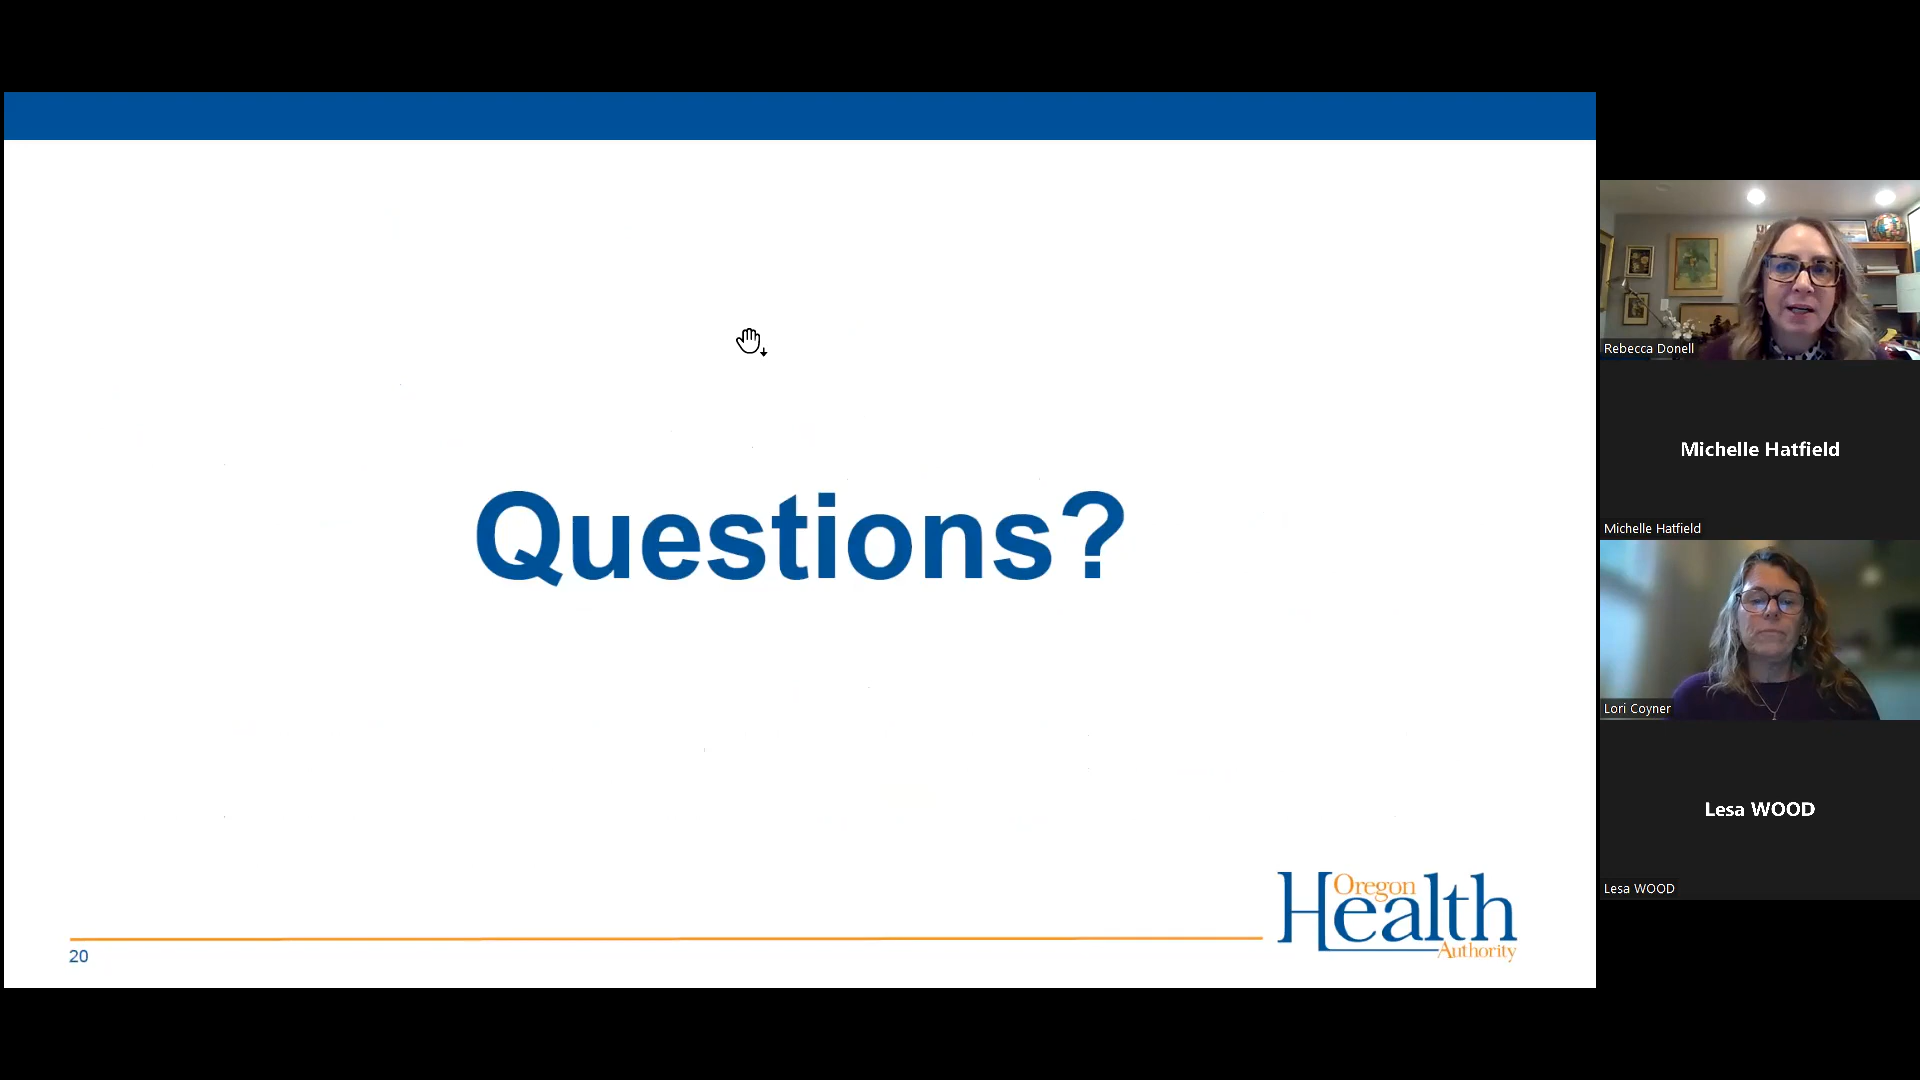 Questions?
20
Oregon
Health
Authority
Rebecca Donell
Michelle Hatfield
Michelle Hatfield
Lori Coyner
Lesa WOOD
Lesa WOOD